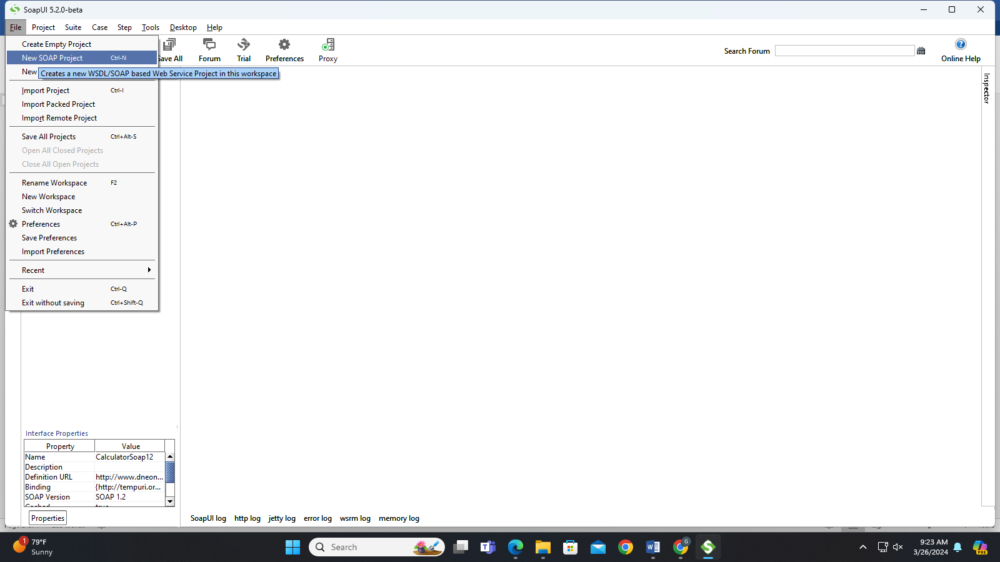 SoapUI 5.2.0-beta
File Project Suite Case Step Tools Desktop Help
Create Empty Project
New SOAP Project Ctrl-N
New
Creates a new WSDL/SOAP based Web Service Project in this workspace
Import Project Ctrl-I
Import Packed Project
Import Remote Project
Save All Projects Ctrl+Alt-S
Open All Closed Projects
Close All Open Projects
Rename Workspace F2
New Workspace
Switch Workspace
Preferences Ctrl+Alt-P
Save Preferences
Import Preferences
Recent
Exit Ctrl-Q
Exit without saving Ctrl+Shift-Q
Save All Forum Trial Preferences Proxy
Search Forum
Online Help
Inspector
Interface Properties
Property Value
Name CalculatorSoap12
Description
Definition URL http://www.dneon...
Binding {http://tempuri.or...
SOAP Version SOAP 1.2
Cached true
Properties
SoapUI log http log jetty log error log wsrm log memory log
1
79°F
Sunny
Search
G
9:23 AM
3/26/2024
PRE